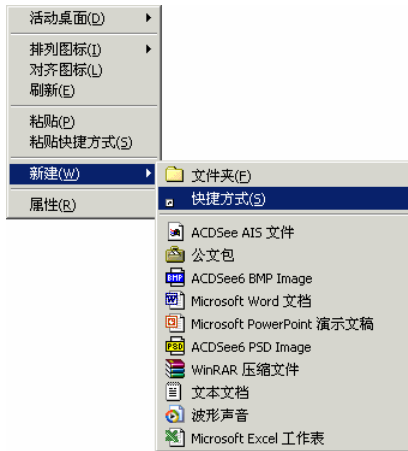 活动桌面(D)
排列图标(I)
对齐图标(L)
刷新(E)
粘贴(P)
粘贴快捷方式(S)
新建(W)
属性(R)
文件夹(F)
快捷方式(S)
ACDSee AIS 文件
公文包
ACDSee6 BMP Image
Microsoft Word 文档
Microsoft PowerPoint 演示文稿
ACDSee6 PSD Image
WinRAR 压缩文件
文本文档
波形声音
Microsoft Excel 工作表